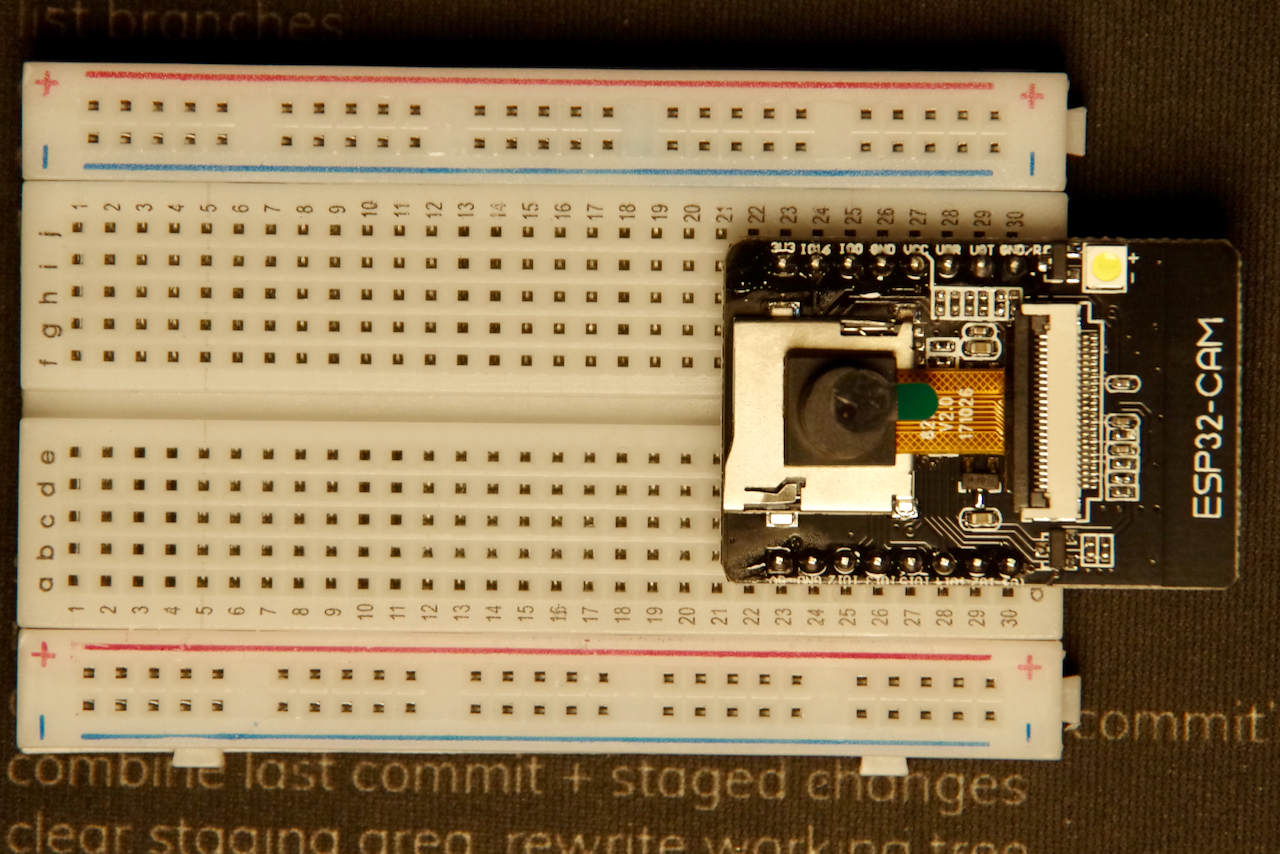 list branches
+ +
- -
1 2 3 4 5 6 7 8 9 10 11 12 13 14 15 16 17 18 19 20 21 22 23 24 25 26 27 28 29 30
j
i
h
g
f
3V3 IO16 IO0 GND VCC UOR UOT GND/R
+
-
V2.0
171026
ESP32-CAM
e
d
c
b
a a
1 2 3 4 5 6 7 8 9 10 11 12 13 14 15 16 17 18 19 20 21 22 23 24 25 26 27 28 29 30
+ +
- -
commit'
combine last commit + staged changes
clear staging area, rewrite working tree